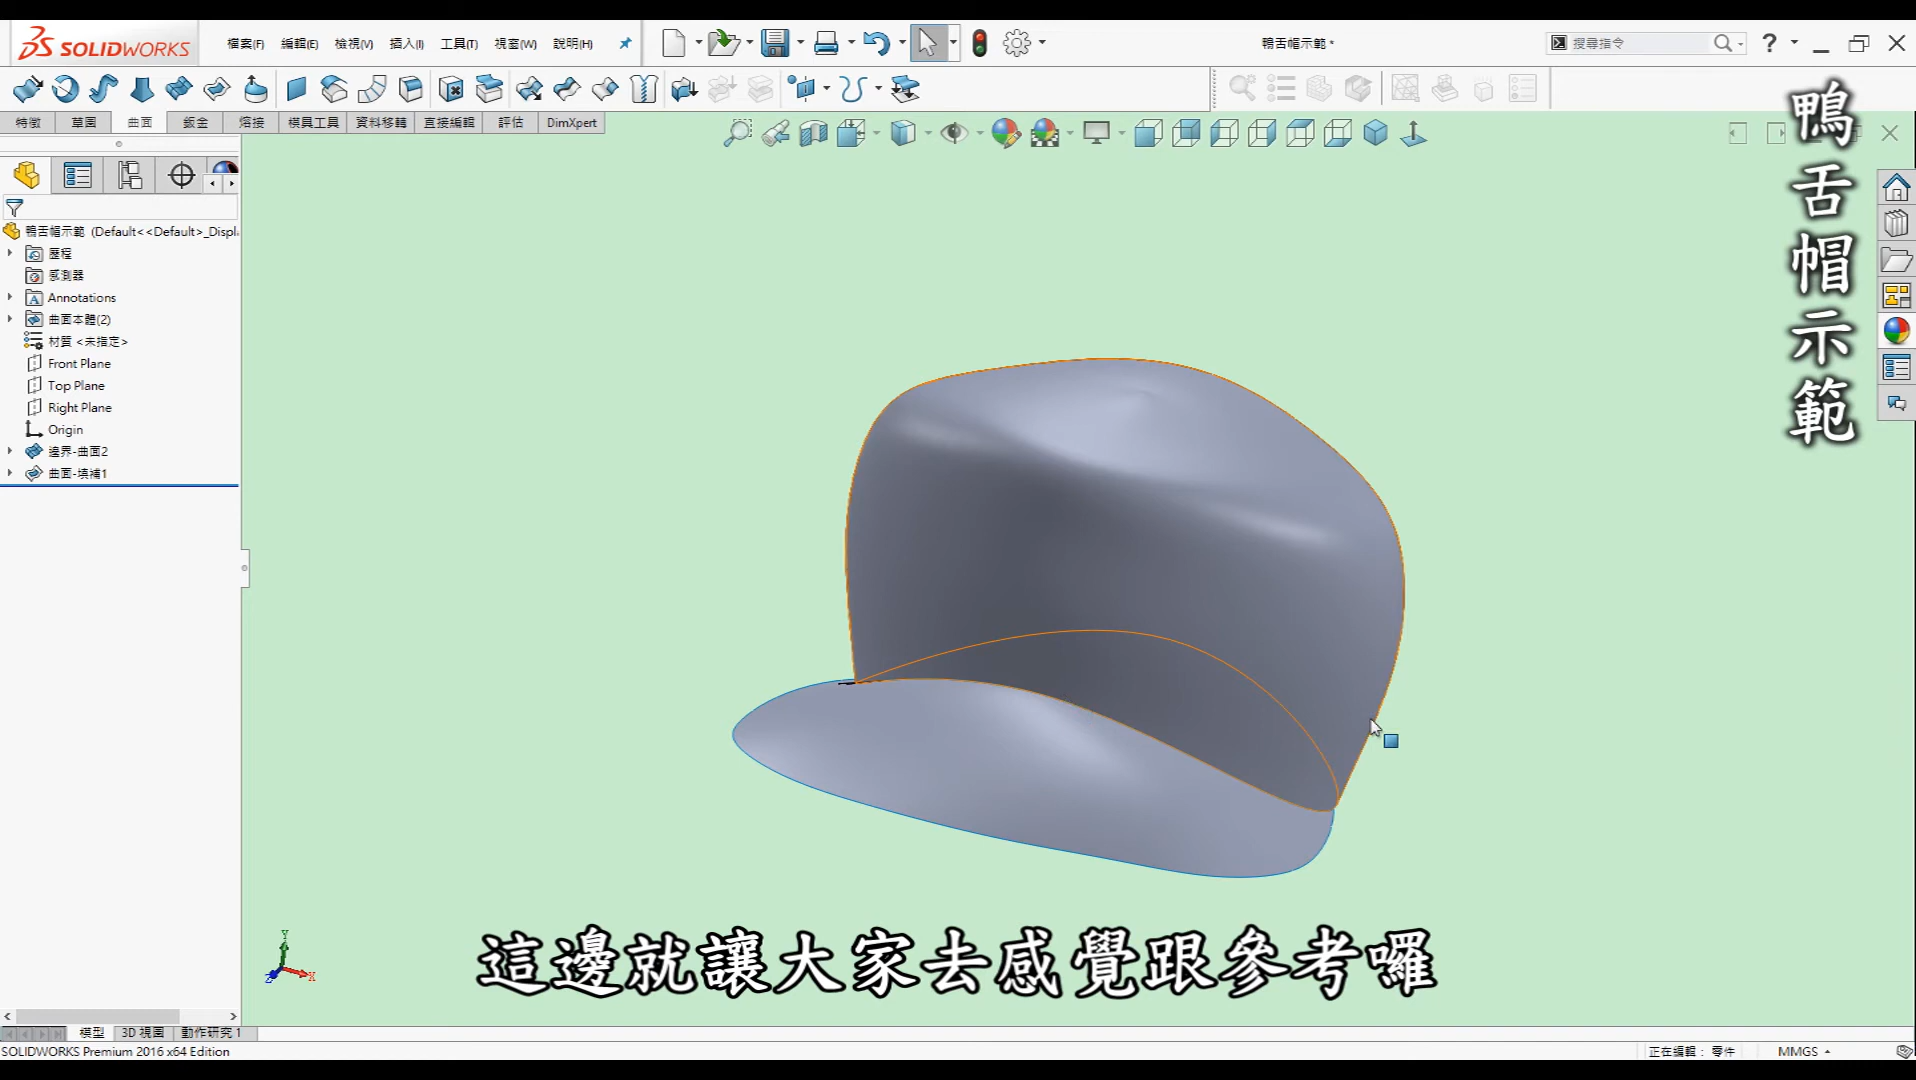 SOLIDWORKS
檔案(F)
編輯(E)
檢視(V)
插入(I)
工具(T)
視窗(W)
說明(H)
鴨舌帽示範 *
搜尋指令
特徵
草圖
曲面
鈑金
熔接
模具工具
資料移轉
直接編輯
評估
DimXpert
鴨舌帽示範 (Default<<Default>_Displ
歷程
感測器
Annotations
曲面本體(2)
材質 <未指定>
Front Plane
Top Plane
Right Plane
Origin
邊界-曲面2
曲面-填補1
鴨舌帽示範
Y
X
Z
這邊就讓大家去感覺跟參考囉
模型
3D 視圖
動作研究 1
SOLIDWORKS Premium 2016 x64 Edition
正在編輯： 零件
MMGS